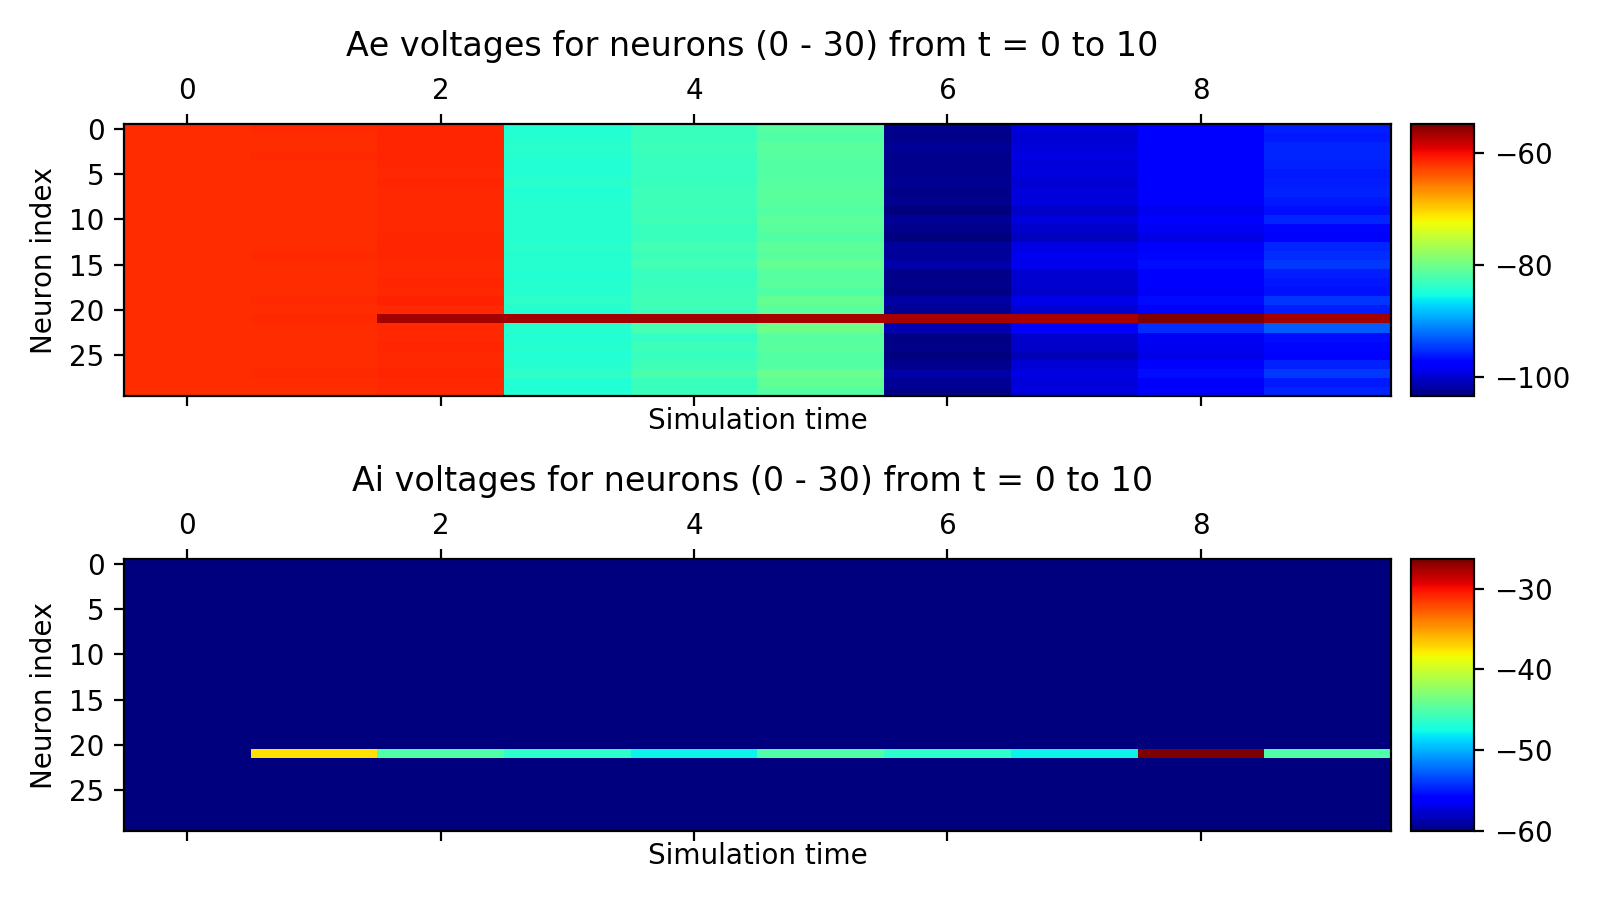 Ae voltages for neurons (0 - 30) from t = 0 to 10
0 2 4 6 8
Neuron index
0
5
10
15
20
25
−60
−80
−100
Simulation time
Ai voltages for neurons (0 - 30) from t = 0 to 10
0 2 4 6 8
Neuron index
0
5
10
15
20
25
−30
−40
−50
−60
Simulation time